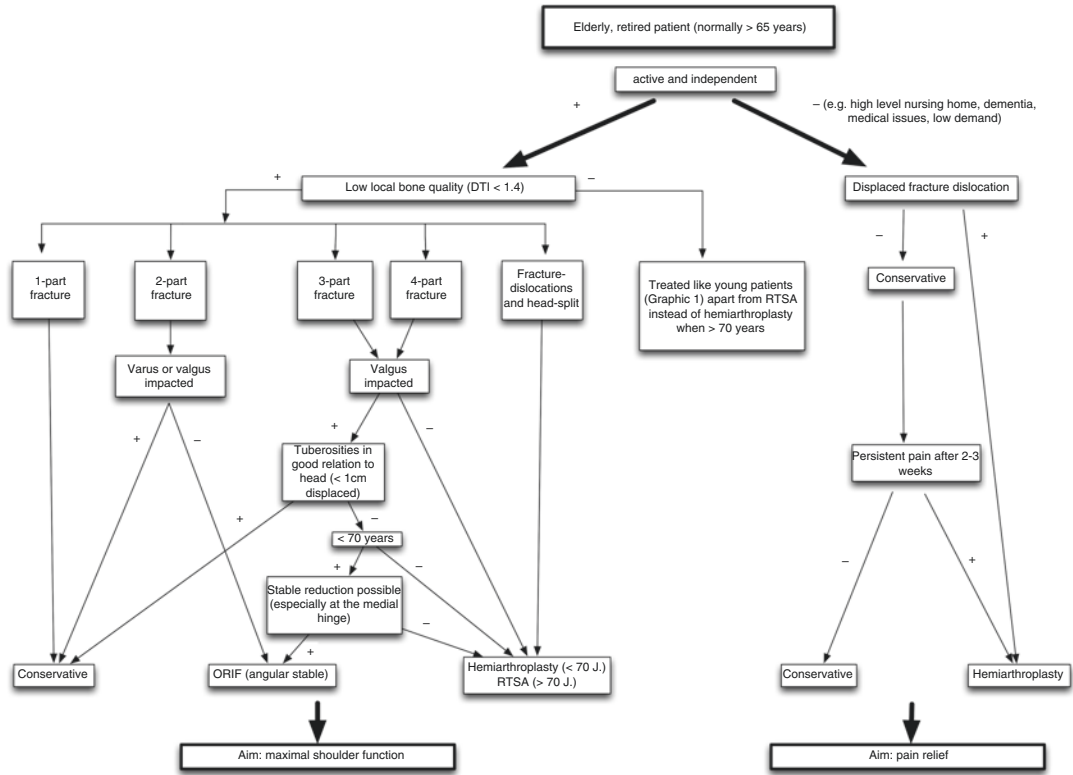 Elderly, retired patient (normally > 65 years)
active and independent
+
– (e.g. high level nursing home, dementia,
medical issues, low demand)
+
Low local bone quality (DTI < 1.4)
–
Displaced fracture dislocation
1-part
fracture
2-part
fracture
3-part
fracture
4-part
fracture
Fracture-
dislocations
and head-split
Treated like young patients
(Graphic 1) apart from RTSA
instead of hemiarthroplasty
when > 70 years
–
+
Conservative
Varus or valgus
impacted
Valgus
impacted
+
–
+
–
Tuberosities in
good relation to
head (< 1cm
displaced)
Persistent pain after 2-3
weeks
+
–
< 70 years
+
–
Stable reduction possible
(especially at the medial
hinge)
–
+
–
+
Conservative
ORIF (angular stable)
Hemiarthroplasty (< 70 J.)
RTSA (> 70 J.)
Conservative
Hemiarthroplasty
Aim: maximal shoulder function
Aim: pain relief